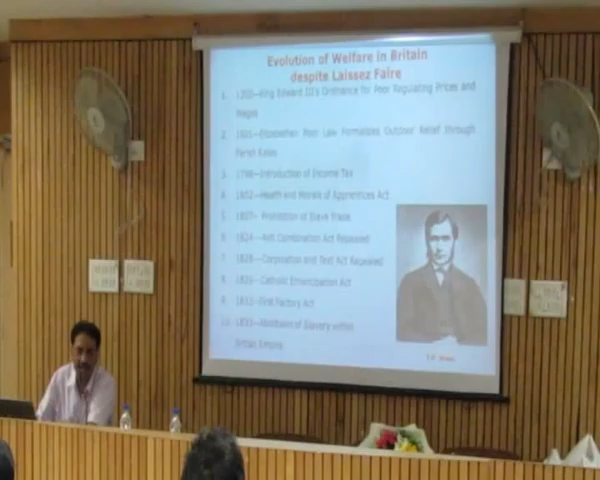 Evolution of Welfare in Britain
despite Laissez Faire
1. King Edward III's Ordinance for Poor Regulating Prices and
Wages
2. 1601—Elizabethan Poor Law Formalizes Outdoor Relief through
Parish Rates
3. Introduction of Income Tax
4. 1802—Health and Morals of Apprentices Act
5. 1807- Prohibition of Slave Trade
6. 1824—Anti Combination Act Repealed
7. 1828—Corporation and Test Act Repealed
8. 1829—Catholic Emancipation Act
9. 1833—First Factory Act
10. 1833—Abolition of Slavery within
British Empire